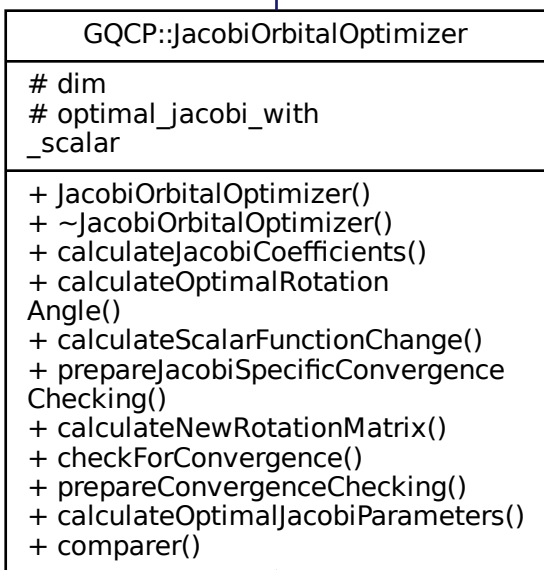 GQCP::JacobiOrbitalOptimizer
# dim
# optimal_jacobi_with
_scalar
+ JacobiOrbitalOptimizer()
+ ~JacobiOrbitalOptimizer()
+ calculateJacobiCoefficients()
+ calculateOptimalRotation
Angle()
+ calculateScalarFunctionChange()
+ prepareJacobiSpecificConvergence
Checking()
+ calculateNewRotationMatrix()
+ checkForConvergence()
+ prepareConvergenceChecking()
+ calculateOptimalJacobiParameters()
+ comparer()